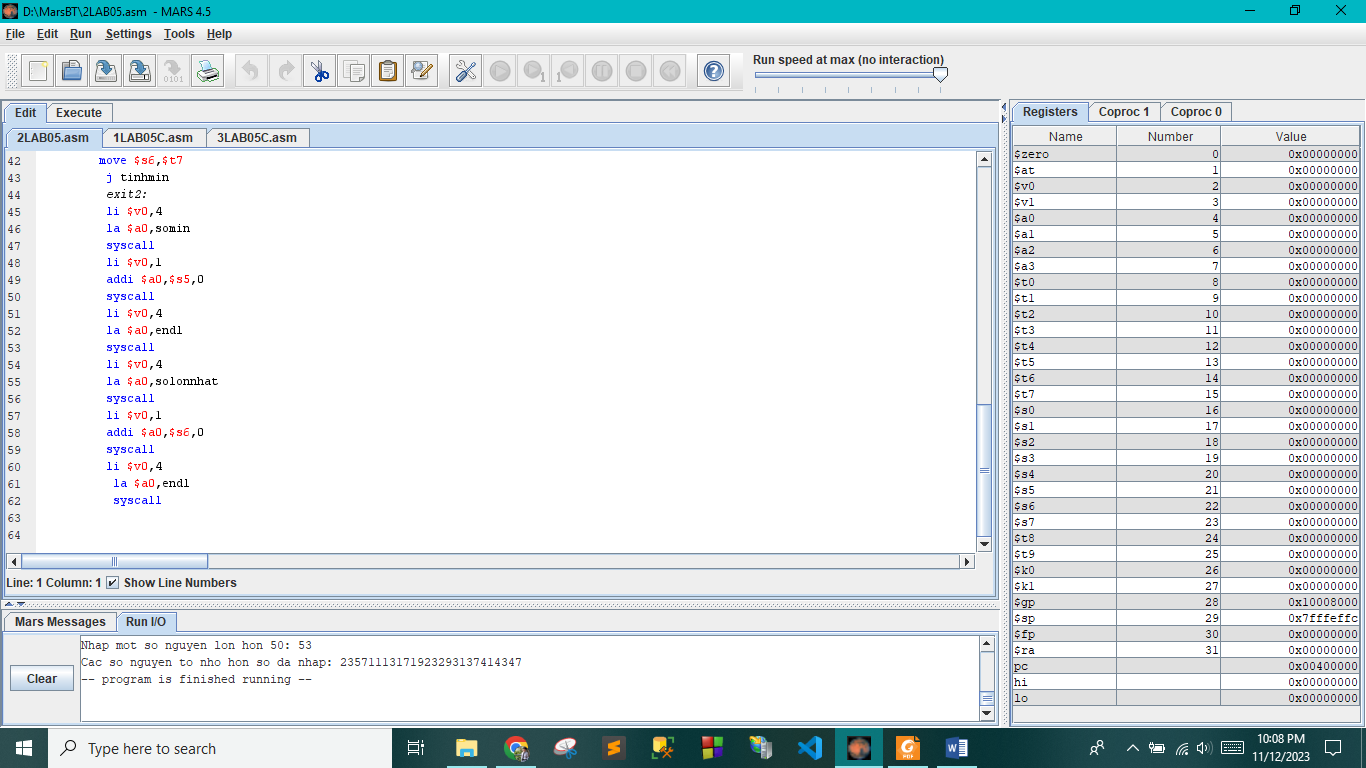 D:\MarsBT\2LAB05.asm - MARS 4.5
File Edit Run Settings Tools Help
Run speed at max (no interaction)
Edit Execute
2LAB05.asm 1LAB05C.asm 3LAB05C.asm
42 move $s6,$t7
43 j tinhmin
44 exit2:
45 li $v0,4
46 la $a0,somin
47 syscall
48 li $v0,1
49 addi $a0,$s5,0
50 syscall
51 li $v0,4
52 la $a0,endl
53 syscall
54 li $v0,4
55 la $a0,solonnhat
56 syscall
57 li $v0,1
58 addi $a0,$s6,0
59 syscall
60 li $v0,4
61 la $a0,endl
62 syscall
63
64
Line: 1 Column: 1 Show Line Numbers
Mars Messages Run I/O
Clear
Nhap mot so nguyen lon hon 50: 53
Cac so nguyen to nho hon so da nhap: 235711131719232931374143​47
-- program is finished running --
Registers Coproc 1 Coproc 0
Name Number Value
$zero 0 0x00000000
$at 1 0x00000000
$v0 2 0x00000000
$v1 3 0x00000000
$a0 4 0x00000000
$a1 5 0x00000000
$a2 6 0x00000000
$a3 7 0x00000000
$t0 8 0x00000000
$t1 9 0x00000000
$t2 10 0x00000000
$t3 11 0x00000000
$t4 12 0x00000000
$t5 13 0x00000000
$t6 14 0x00000000
$t7 15 0x00000000
$s0 16 0x00000000
$s1 17 0x00000000
$s2 18 0x00000000
$s3 19 0x00000000
$s4 20 0x00000000
$s5 21 0x00000000
$s6 22 0x00000000
$s7 23 0x00000000
$t8 24 0x00000000
$t9 25 0x00000000
$k0 26 0x00000000
$k1 27 0x00000000
$gp 28 0x10008000
$sp 29 0x7fffeffc
$fp 30 0x00000000
$ra 31 0x00000000
pc 0x00400000
hi 0x00000000
lo 0x00000000
Type here to search
10:08 PM
11/12/2023